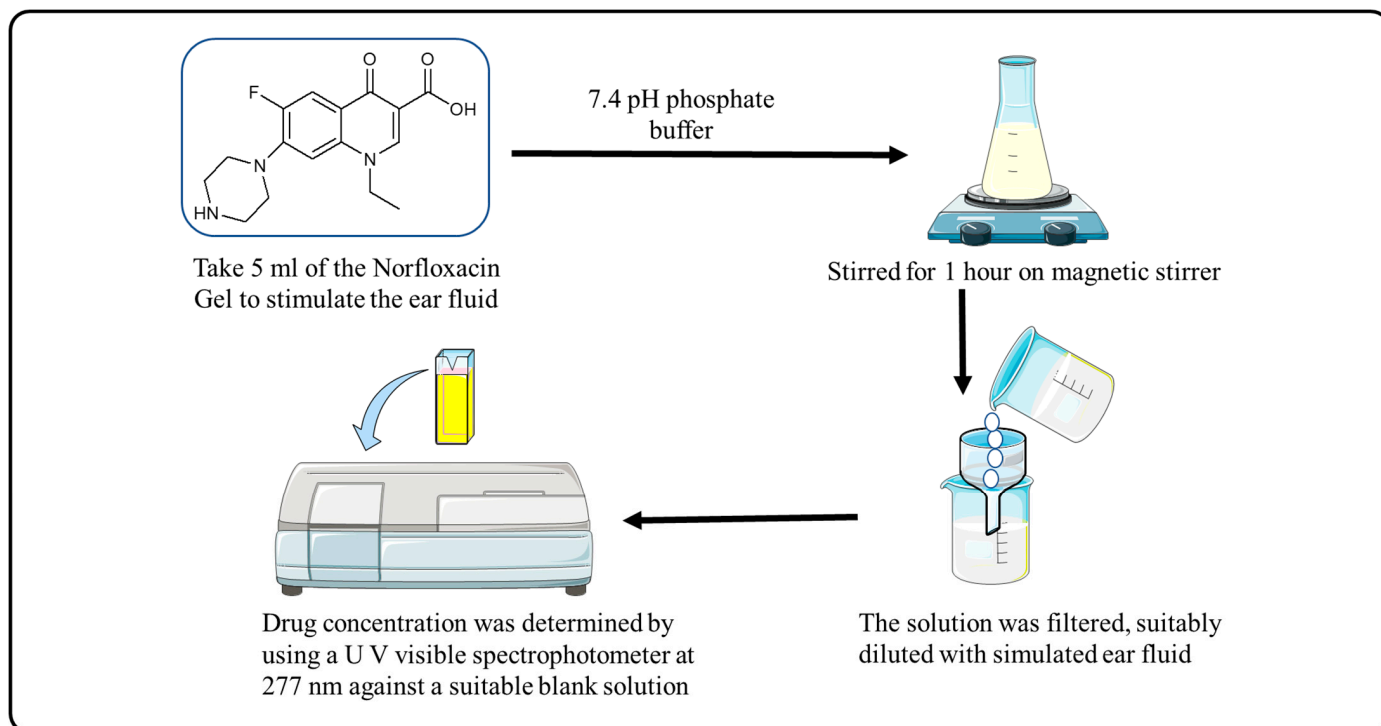 O
O
F
OH
N
N
HN
Take 5 ml of the Norfloxacin
Gel to stimulate the ear fluid
7.4 pH phosphate
buffer
Stirred for 1 hour on magnetic stirrer
The solution was filtered, suitably
diluted with simulated ear fluid
Drug concentration was determined by
using a U V visible spectrophotometer at
277 nm against a suitable blank solution